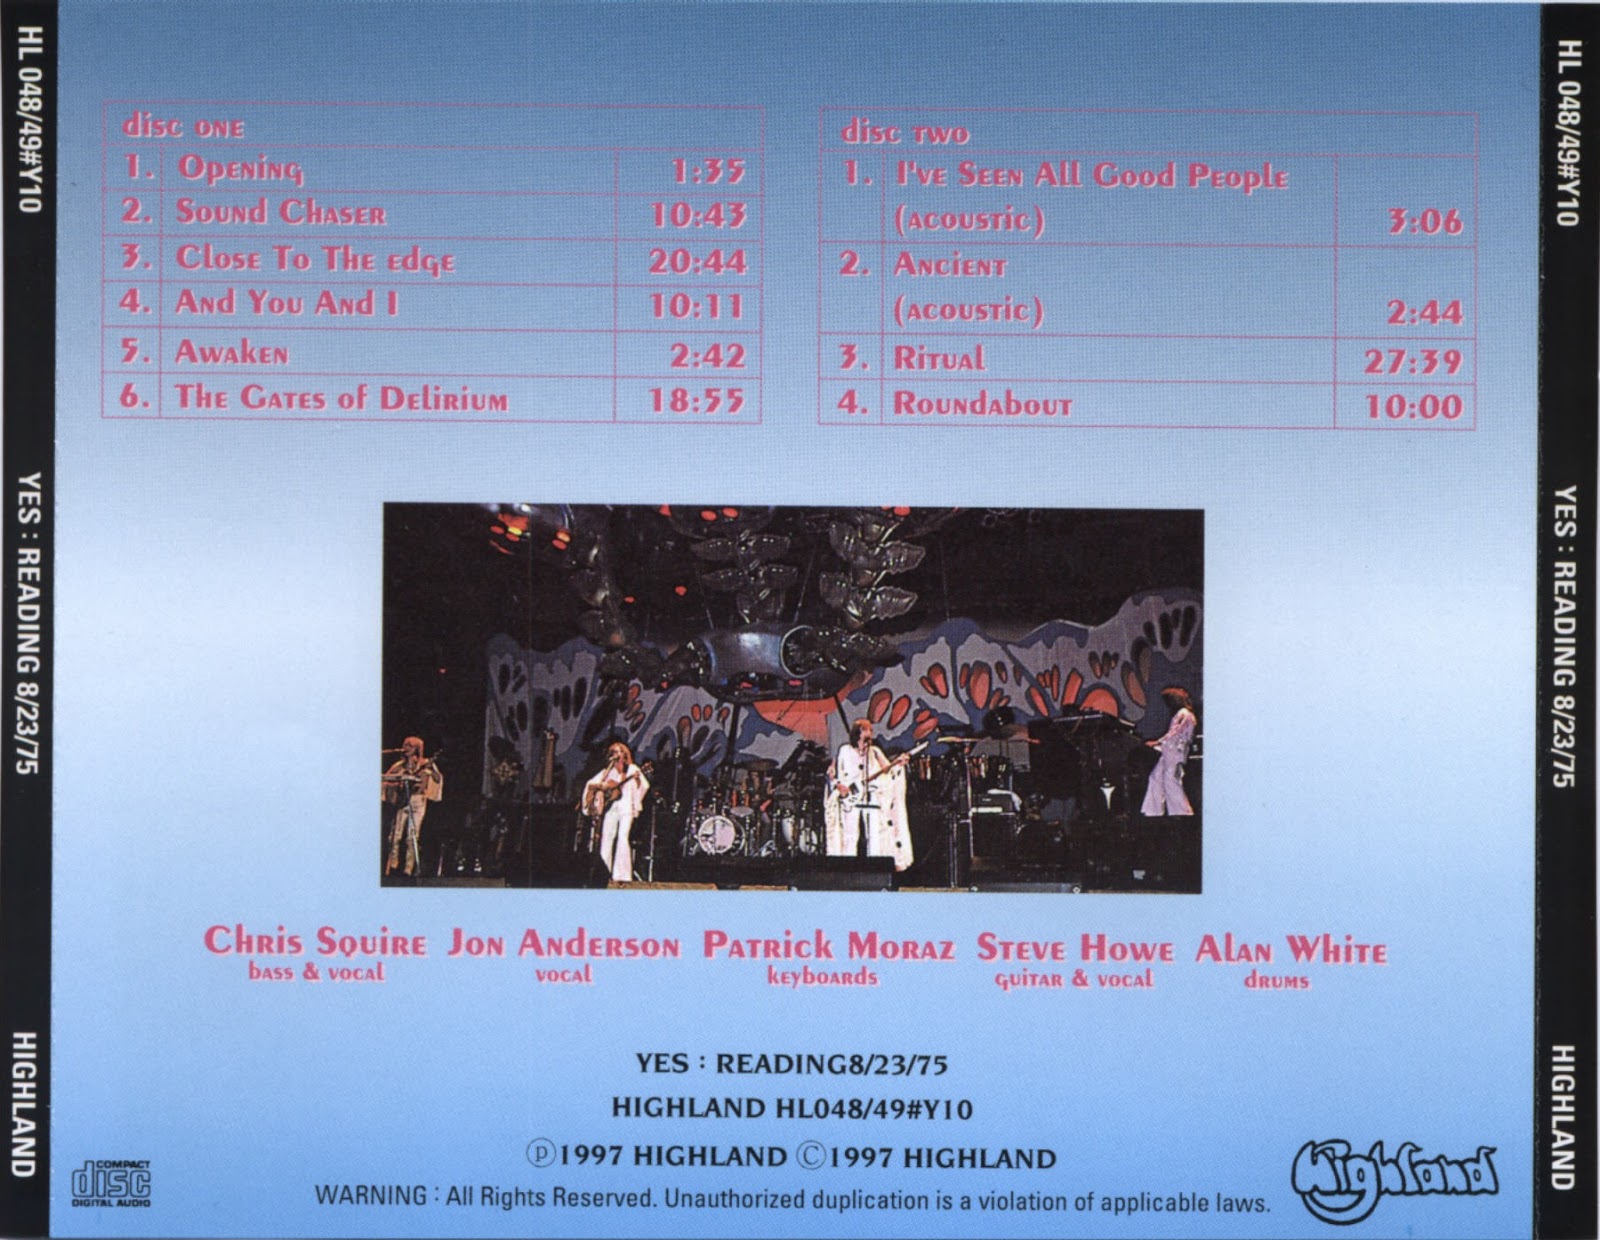 HL 048/49#Y10
YES : READING 8/23/75
HIGHLAND
disc ONE
1. Opening 1:35
2. Sound Chaser 10:43
3. Close To The edge 20:44
4. And You And I 10:11
5. Awaken 2:42
6. The Gates of Delirium 18:55
disc TWO
1. I've Seen All Good People
(acoustic) 3:06
2. Ancient
(acoustic) 2:44
3. Ritual 27:39
4. Roundabout 10:00
Chris Squire Jon Anderson Patrick Moraz Steve Howe Alan White
bass & vocal vocal keyboards guitar & vocal drums
YES : READING8/23/75
HIGHLAND HL048/49#Y10
Ⓟ1997 HIGHLAND Ⓒ1997 HIGHLAND
WARNING : All Rights Reserved. Unauthorized duplication is a violation of applicable laws.
COMPACT
disc
DIGITAL AUDIO
Highland
HL 048/49#Y10
YES : READING 8/23/75
HIGHLAND